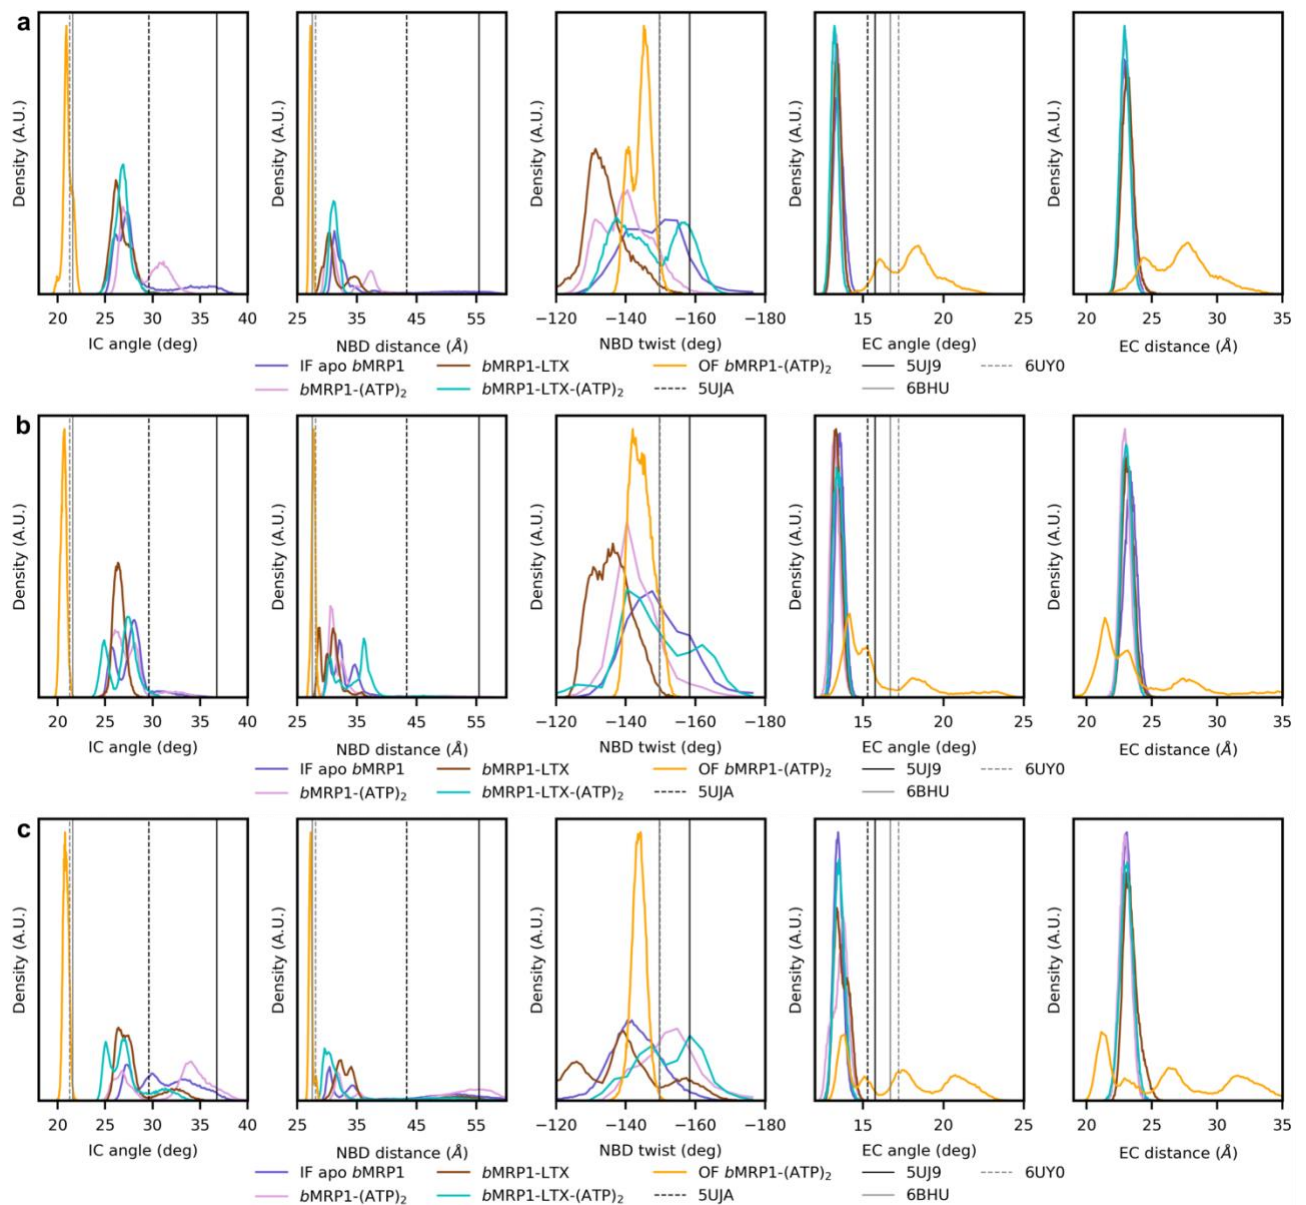 a
Density (A.U.) Density (A.U.) Density (A.U.) Density (A.U.) Density (A.U.)
20 25 30 35 40 25 35 45 55 −120 −140 −160 −180 15 20 25 20 25 30 35
IC angle (deg) NBD distance (Å) NBD twist (deg) EC angle (deg) EC distance (Å)
IF apo bMRP1 bMRP1-LTX OF bMRP1-(ATP)₂ 5UJ9 6UY0
bMRP1-(ATP)₂ bMRP1-LTX-(ATP)₂ 5UJA 6BHU
b
Density (A.U.) Density (A.U.) Density (A.U.) Density (A.U.) Density (A.U.)
20 25 30 35 40 25 35 45 55 −120 −140 −160 −180 15 20 25 20 25 30 35
IC angle (deg) NBD distance (Å) NBD twist (deg) EC angle (deg) EC distance (Å)
IF apo bMRP1 bMRP1-LTX OF bMRP1-(ATP)₂ 5UJ9 6UY0
bMRP1-(ATP)₂ bMRP1-LTX-(ATP)₂ 5UJA 6BHU
c
Density (A.U.) Density (A.U.) Density (A.U.) Density (A.U.) Density (A.U.)
20 25 30 35 40 25 35 45 55 −120 −140 −160 −180 15 20 25 20 25 30 35
IC angle (deg) NBD distance (Å) NBD twist (deg) EC angle (deg) EC distance (Å)
IF apo bMRP1 bMRP1-LTX OF bMRP1-(ATP)₂ 5UJ9 6UY0
bMRP1-(ATP)₂ bMRP1-LTX-(ATP)₂ 5UJA 6BHU